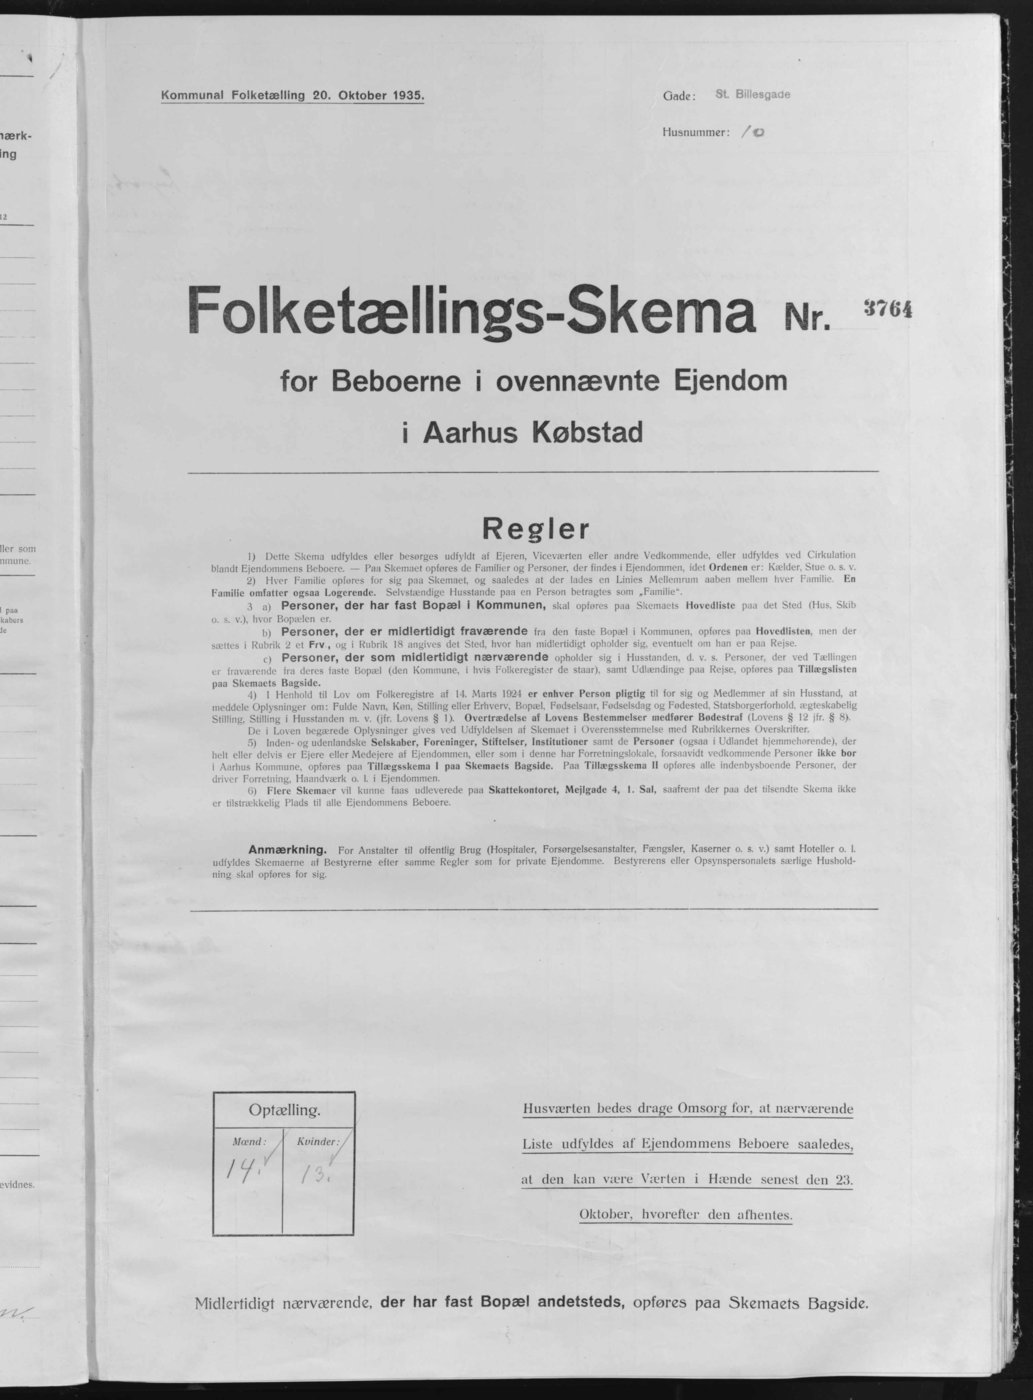 Kommunal Folketælling 20. Oktober 1935.
Gade: St. Billesgade
Husnummer: 10
Folketællings-Skema Nr. 3764
for Beboerne i ovennævnte Ejendom
i Aarhus Købstad
Regler
1) Dette Skema udfyldes eller besørges udfyldt af Ejeren, Viceværten eller andre Vedkommende, eller udfyldes ved Cirkulation
blandt Ejendommens Beboere. — Paa Skemaet opføres de Familier og Personer, der findes i Ejendommen, idet Ordenen er: Kælder, Stue o. s. v.
2) Hver Familie opføres for sig paa Skemaet, og saaledes at der lades en Linies Mellemrum aaben mellem hver Familie. En
Familie omfatter ogsaa Logerende. Selvstændige Husstande paa en Person betragtes som „Familie“.
3 a) Personer, der har fast Bopæl i Kommunen, skal opføres paa Skemaets Hovedliste paa det Sted (Hus, Skib
o. s. v.), hvor Bopælen er.
b) Personer, der er midlertidigt fraværende fra den faste Bopæl i Kommunen, opføres paa Hovedlisten, men der
sættes i Rubrik 2 et Frv., og i Rubrik 18 angives det Sted, hvor han midlertidigt opholder sig, eventuelt om han er paa Rejse.
c) Personer, der som midlertidigt nærværende opholder sig i Husstanden, d. v. s. Personer, der ved Tællingen
er fraværende fra deres faste Bopæl (den Kommune, i hvis Folkeregister de staar), samt Udlændinge paa Rejse, opføres paa Tillægslisten
paa Skemaets Bagside.
4) I Henhold til Lov om Folkeregistre af 14. Marts 1924 er enhver Person pligtig til for sig og Medlemmer af sin Husstand, at
meddele Oplysninger om: Fulde Navn, Køn, Stilling eller Erhverv, Bopæl, Fødselsaar, Fødselsdag og Fødested, Statsborgerforhold, ægteskabelig
Stilling, Stilling i Husstanden m. v. (jfr. Lovens § 1). Overtrædelse af Lovens Bestemmelser medfører Bødestraf (Lovens § 12 jfr. § 8).
De i Loven begærede Oplysninger gives ved Udfyldelsen af Skemaet i Overensstemmelse med Rubrikkernes Overskrifter.
5) Inden- og udenlandske Selskaber, Foreninger, Stiftelser, Institutioner samt de Personer (ogsaa i Udlandet hjemmehørende), der
helt eller delvis er Ejere eller Medejere af Ejendommen, eller som i denne har Forretningslokale, forsaavidt vedkommende Personer ikke bor
i Aarhus Kommune, opføres paa Tillægsskema I paa Skemaets Bagside. Paa Tillægsskema II opføres alle indenbysboende Personer, der
driver Forretning, Haandværk o. l. i Ejendommen.
6) Flere Skemaer vil kunne faas udleverede paa Skattekontoret, Mejlgade 4, 1. Sal, saafremt der paa det tilsendte Skema ikke
er tilstrækkelig Plads til alle Ejendommens Beboere.
Anmærkning. For Anstalter til offentlig Brug (Hospitaler, Forsørgelsesanstalter, Fængsler, Kaserner o. s. v.) samt Hoteller o. l.
udfyldes Skemaerne af Bestyrerne efter samme Regler som for private Ejendomme. Bestyrerens eller Opsynspersonalets særlige Hushold-
ning skal opføres for sig.
Optælling.
Mænd: Kvinder:
14. 13.
Husværten bedes drage Omsorg for, at nærværende
Liste udfyldes af Ejendommens Beboere saaledes,
at den kan være Værten i Hænde senest den 23.
Oktober, hvorefter den afhentes.
Midlertidigt nærværende, der har fast Bopæl andetsteds, opføres paa Skemaets Bagside.